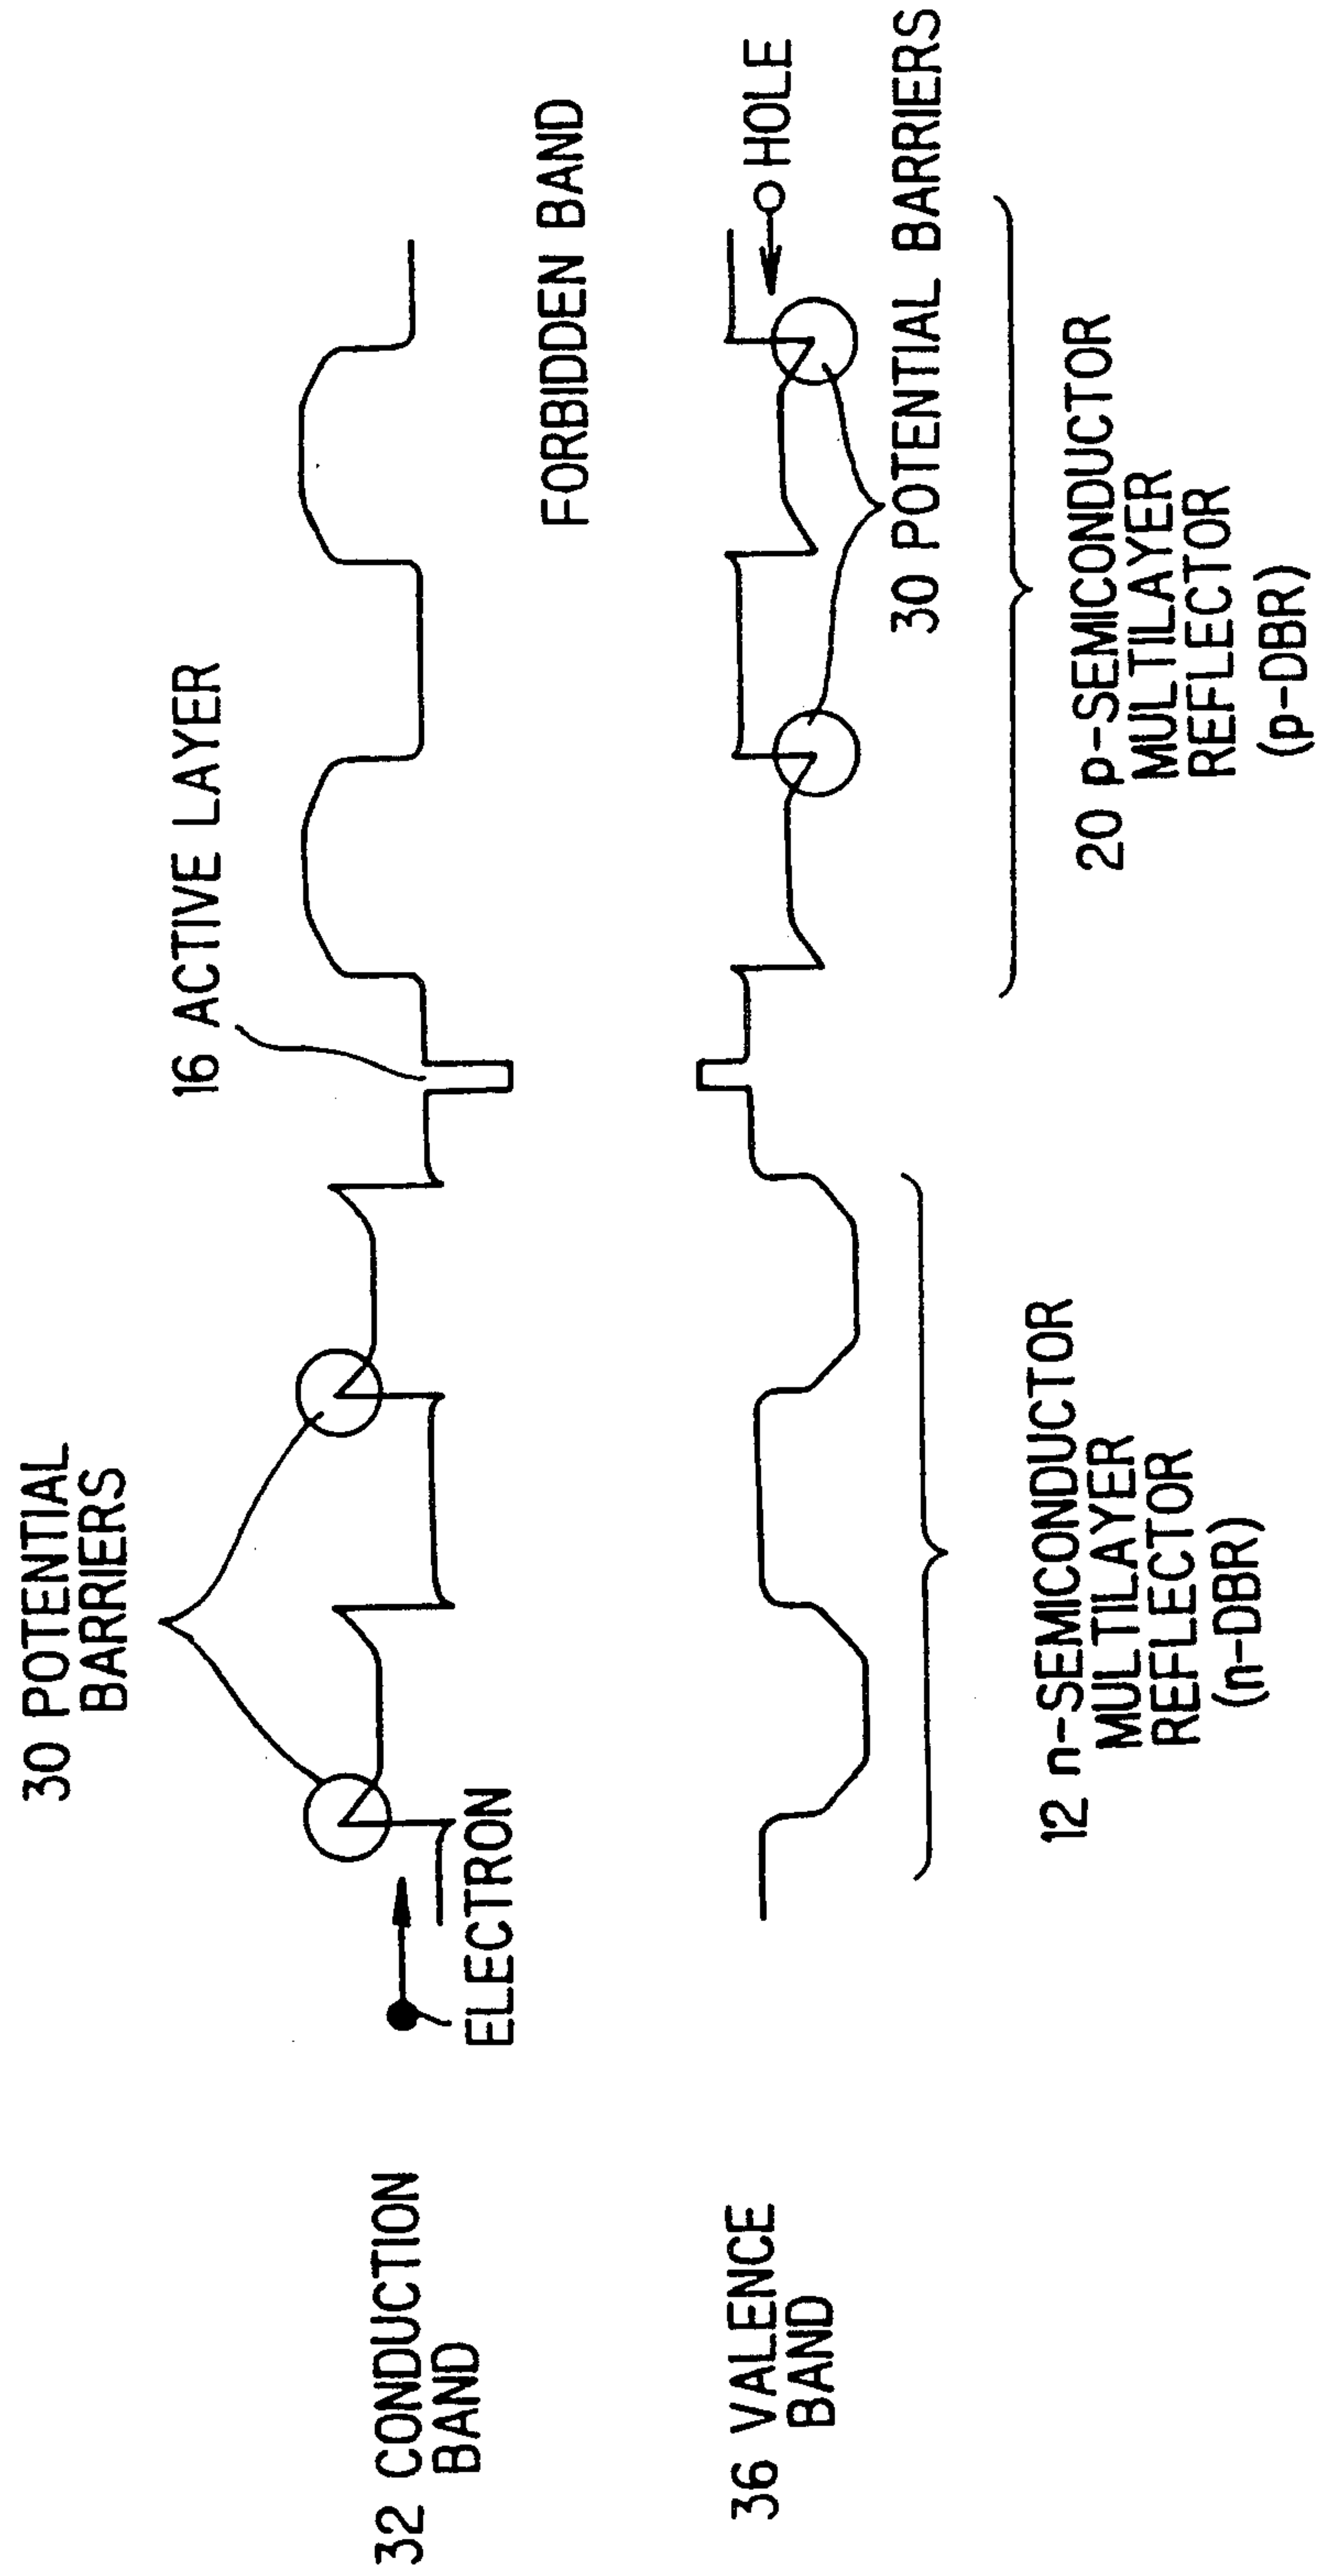 30 POTENTIAL
BARRIERS
16 ACTIVE LAYER
32 CONDUCTION
BAND
ELECTRON
FORBIDDEN BAND
36 VALENCE
BAND
HOLE
30 POTENTIAL BARRIERS
12 n-SEMICONDUCTOR
MULTILAYER
REFLECTOR
(n-DBR)
20 p-SEMICONDUCTOR
MULTILAYER
REFLECTOR
(p-DBR)